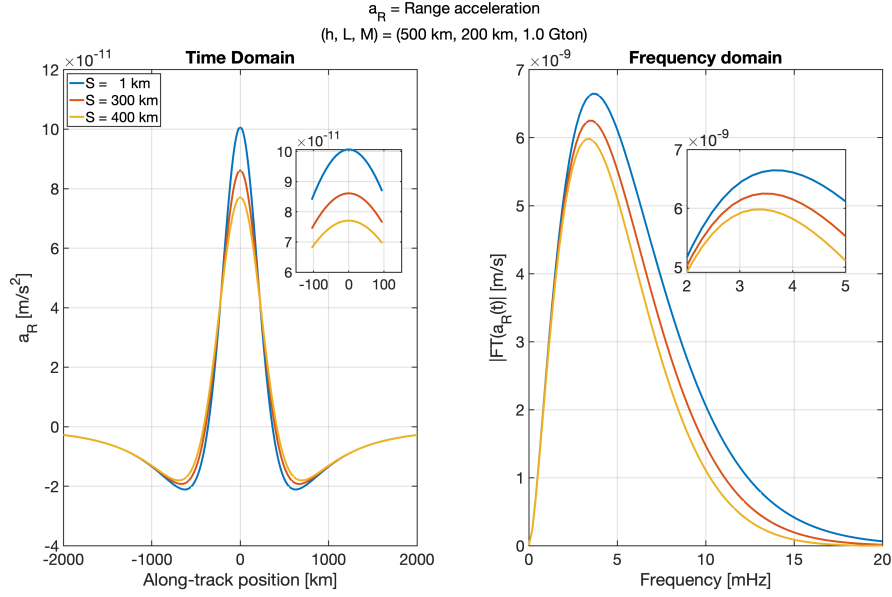 a_R = Range acceleration
(h, L, M) = (500 km, 200 km, 1.0 Gton)
Time Domain
×10^-11
12
10
8
6
4
2
0
-2
-4
a_R [m/s^2]
S = 1 km
S = 300 km
S = 400 km
×10^-11
10
9
8
7
6
-100 0 100
-2000 -1000 0 1000 2000
Along-track position [km]
Frequency domain
×10^-9
7
6
5
4
3
2
1
0
|FT(a_R(t)| [m/s]
×10^-9
7
6
5
2 3 4 5
0 5 10 15 20
Frequency [mHz]